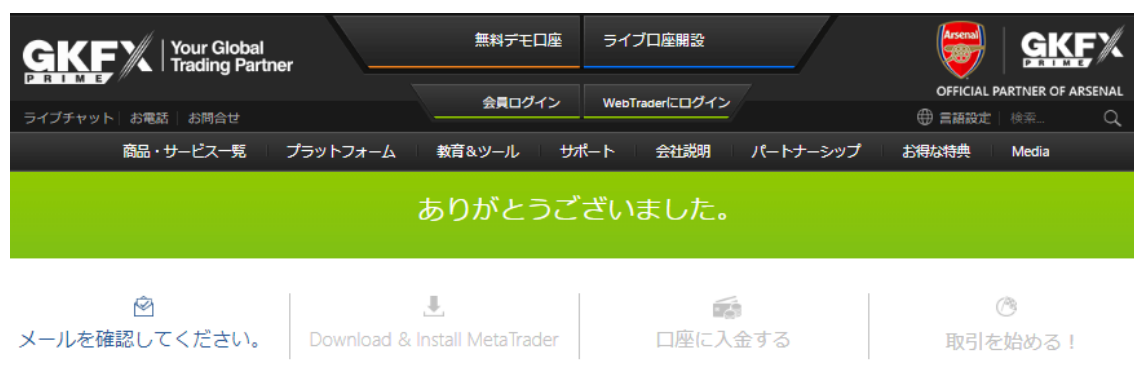 GKFX PRIME Your Global Trading Partner
無料デモ口座 ライブ口座開設
Arsenal GKFX PRIME
OFFICIAL PARTNER OF ARSENAL
会員ログイン WebTraderにログイン
ライブチャット お電話 お問合せ
言語設定 検索...
商品・サービス一覧 プラットフォーム 教育&ツール サポート 会社説明 パートナーシップ お得な特典 Media
ありがとうございました。
メールを確認してください。 Download & Install MetaTrader 口座に入金する 取引を始める！